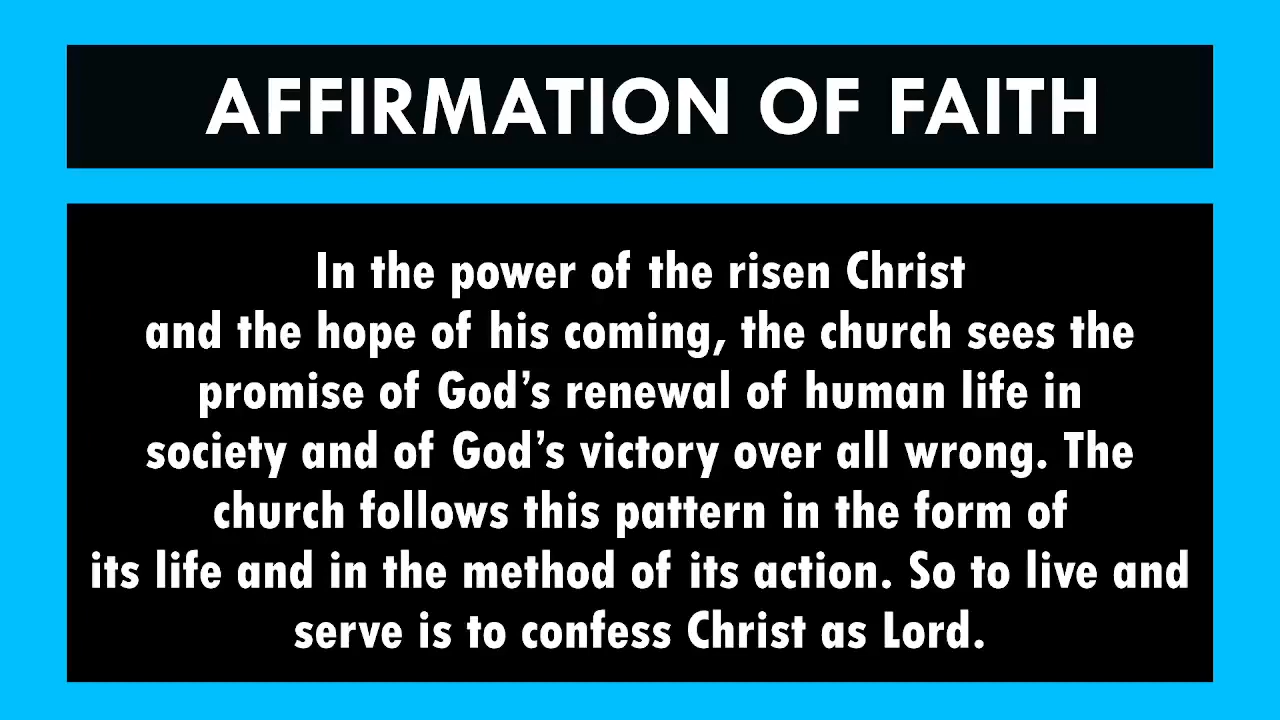 AFFIRMATION OF FAITH
In the power of the risen Christ
and the hope of his coming, the church sees the
promise of God’s renewal of human life in
society and of God’s victory over all wrong. The
church follows this pattern in the form of
its life and in the method of its action. So to live and
serve is to confess Christ as Lord.